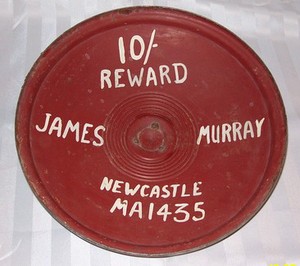 10/-
REWARD
JAMES MURRAY
NEWCASTLE
MA1435